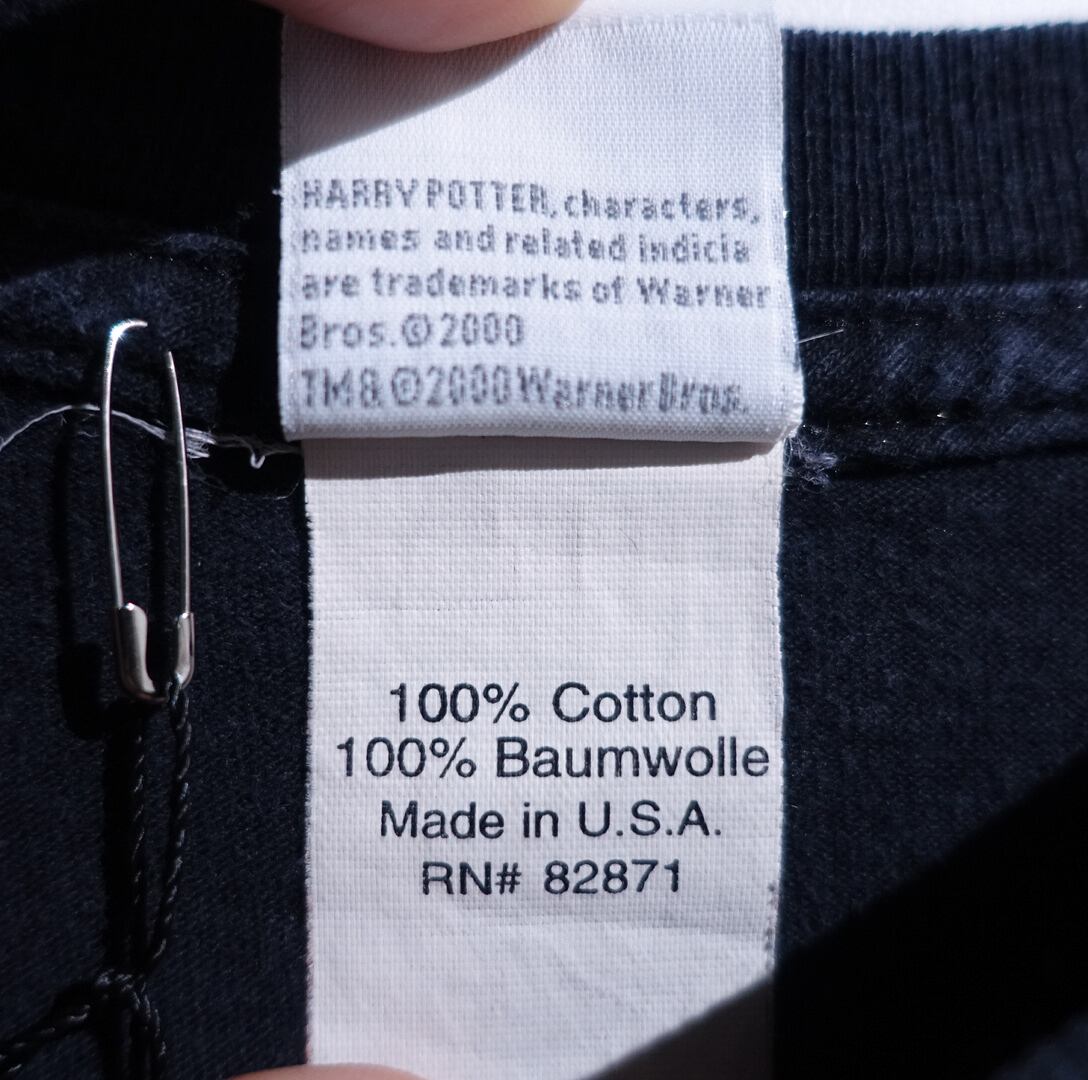 HARRY POTTER, characters,
names and related indicia
are trademarks of Warner
Bros. © 2000
TM & © 2000 Warner Bros.
100% Cotton
100% Baumwolle
Made in U.S.A.
RN# 82871